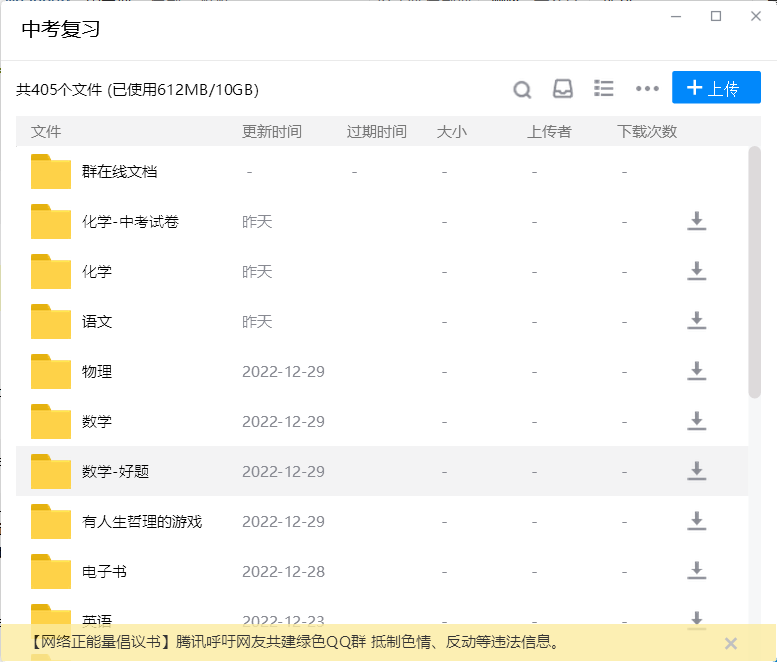 中考复习
共405个文件 (已使用612MB/10GB)
上传
文件 更新时间 过期时间 大小 上传者 下载次数
群在线文档 - - - - -
化学-中考试卷 昨天 - - -
化学 昨天 - - -
语文 昨天 - - -
物理 2022-12-29 - - -
数学 2022-12-29 - - -
数学-好题 2022-12-29 - - -
有人生哲理的游戏 2022-12-29 - - -
电子书 2022-12-28 - - -
英语 2022-12-23 - - -
【网络正能量倡议书】腾讯呼吁网友共建绿色QQ群 抵制色情、反动等违法信息。